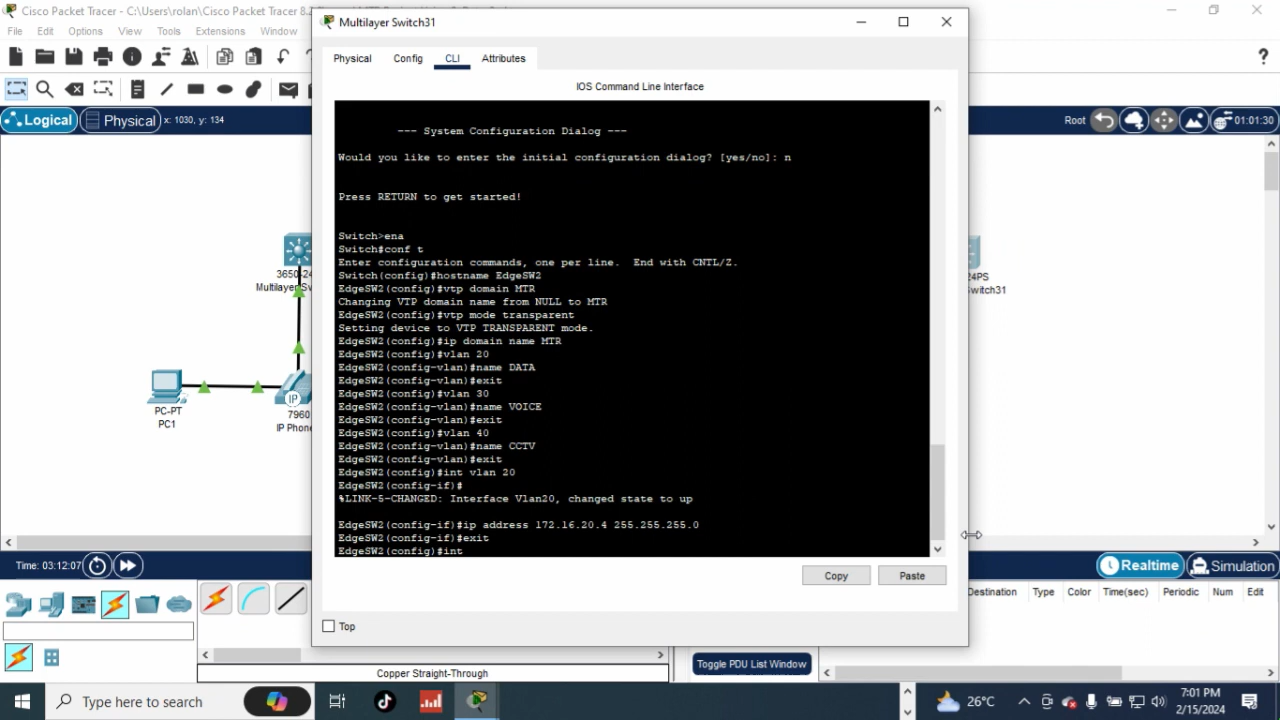 Cisco Packet Tracer - C:\Users\rolan\Cisco Packet Tracer 8.
Multilayer Switch31
File Edit Options View Tools Extensions Window
Physical Config CLI Attributes
IOS Command Line Interface
Logical Physical x: 1030, y: 134
Root 01:01:30
--- System Configuration Dialog ---
Would you like to enter the initial configuration dialog? [yes/no]: n
Press RETURN to get started!
Switch>ena
Switch#conf t
Enter configuration commands, one per line.  End with CNTL/Z.
Switch(config)#hostname EdgeSW2
EdgeSW2(config)#vtp domain MTR
Changing VTP domain name from NULL to MTR
EdgeSW2(config)#vtp mode transparent
Setting device to VTP TRANSPARENT mode.
EdgeSW2(config)#ip domain name MTR
EdgeSW2(config)#vlan 20
EdgeSW2(config-vlan)#name DATA
EdgeSW2(config-vlan)#exit
EdgeSW2(config)#vlan 30
EdgeSW2(config-vlan)#name VOICE
EdgeSW2(config-vlan)#exit
EdgeSW2(config)#vlan 40
EdgeSW2(config-vlan)#name CCTV
EdgeSW2(config-vlan)#exit
EdgeSW2(config)#int vlan 20
EdgeSW2(config-if)#
%LINK-5-CHANGED: Interface Vlan20, changed state to up
EdgeSW2(config-if)#ip address 172.16.20.4 255.255.255.0
EdgeSW2(config-if)#exit
EdgeSW2(config)#int
Copy Paste
Top
3650-24
Multilayer Sw
PC-PT
PC1
IP
7960
IP Phone
24PS
Switch31
Time: 03:12:07
Realtime Simulation
Destination Type Color Time(sec) Periodic Num Edit
Toggle PDU List Window
Copper Straight-Through
Type here to search
26°C
7:01 PM
2/15/2024